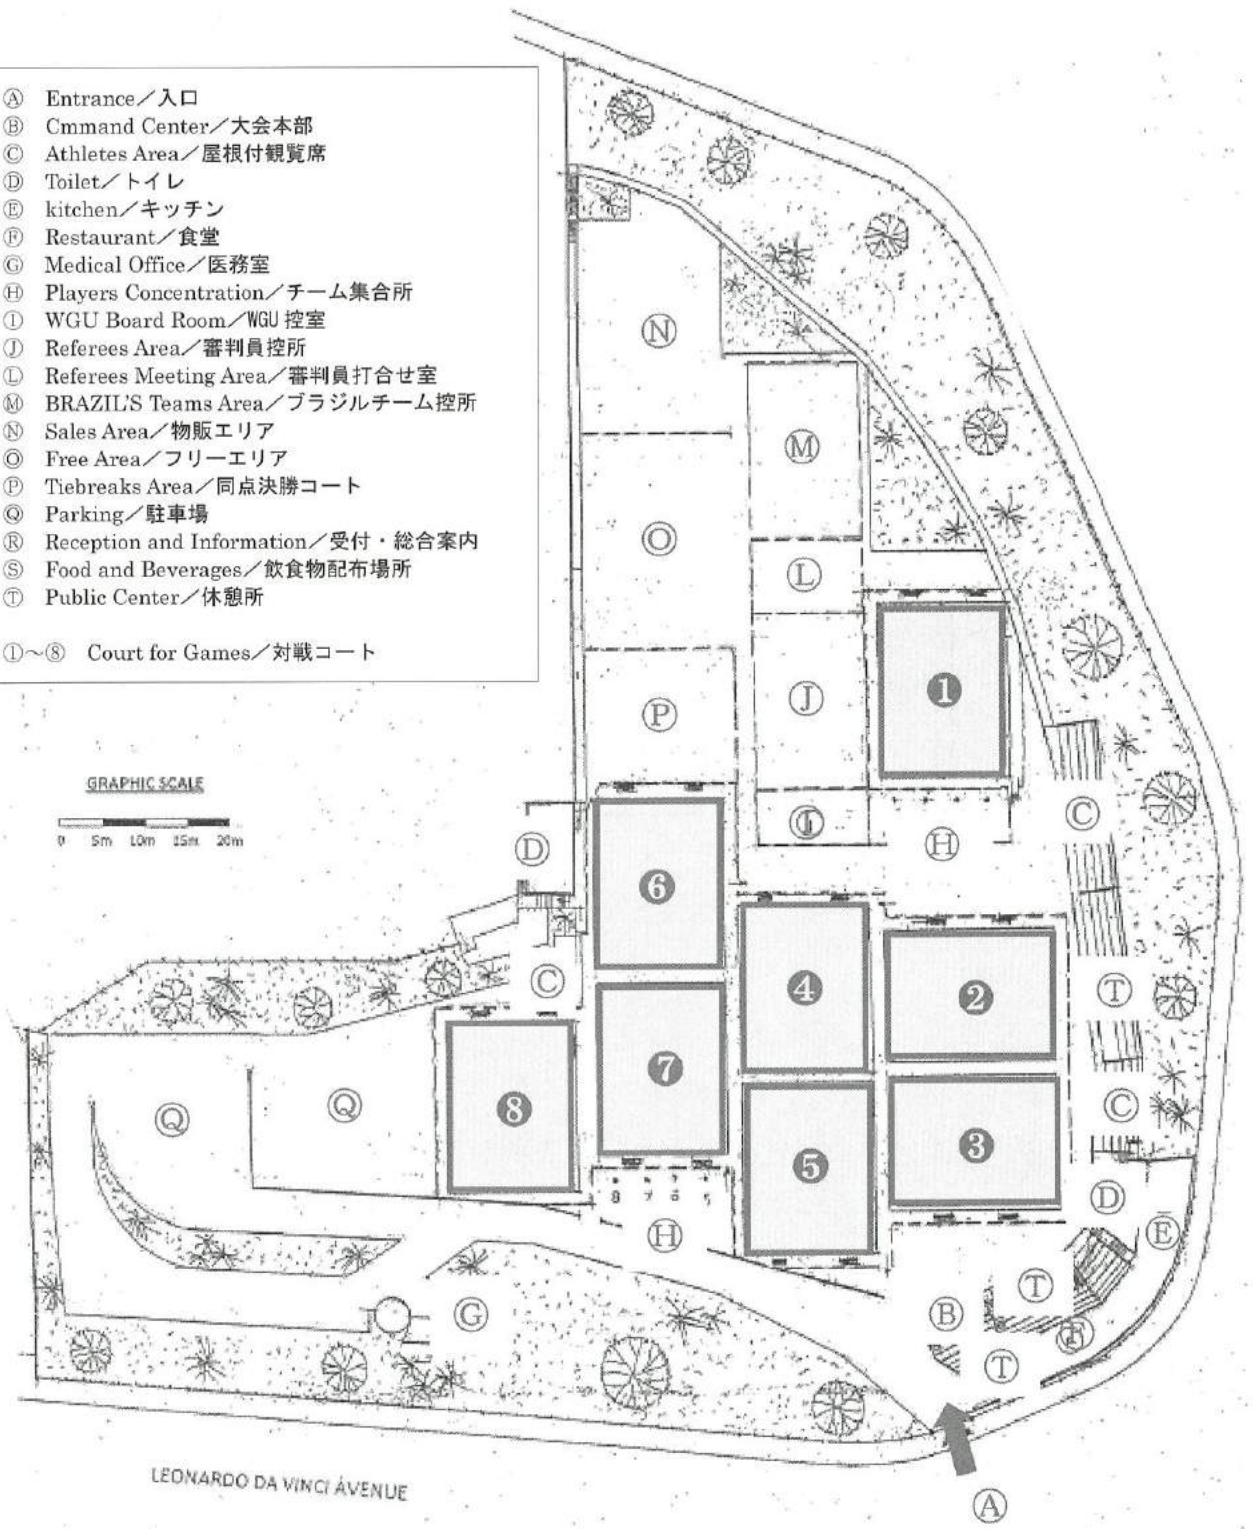 Ⓐ Entrance／入口
Ⓑ Cmmand Center／大会本部
Ⓒ Athletes Area／屋根付観覧席
Ⓓ Toilet／トイレ
Ⓔ kitchen／キッチン
Ⓕ Restaurant／食堂
Ⓖ Medical Office／医務室
Ⓗ Players Concentration／チーム集合所
Ⓘ WGU Board Room／WGU 控室
Ⓙ Referees Area／審判員控所
Ⓛ Referees Meeting Area／審判員打合せ室
Ⓜ BRAZIL'S Teams Area／ブラジルチーム控所
Ⓝ Sales Area／物販エリア
Ⓞ Free Area／フリーエリア
Ⓟ Tiebreaks Area／同点決勝コート
Ⓠ Parking／駐車場
Ⓡ Reception and Information／受付・総合案内
Ⓢ Food and Beverages／飲食物配布場所
Ⓣ Public Center／休憩所
①～⑧ Court for Games／対戦コート
GRAPHIC SCALE
0 5m 10m 15m 20m
Ⓝ
Ⓜ
Ⓞ
Ⓛ
❶
Ⓙ
Ⓟ
Ⓒ
Ⓓ
Ⓗ
❻
Ⓒ
❹
❷
Ⓣ
❼
Ⓠ
Ⓠ
❽
Ⓒ
❺
❸
8 7 6 5
Ⓓ
Ⓗ
Ⓔ
Ⓣ
Ⓖ
Ⓑ
Ⓣ
LEONARDO DA VINCI ÁVENUE
Ⓐ